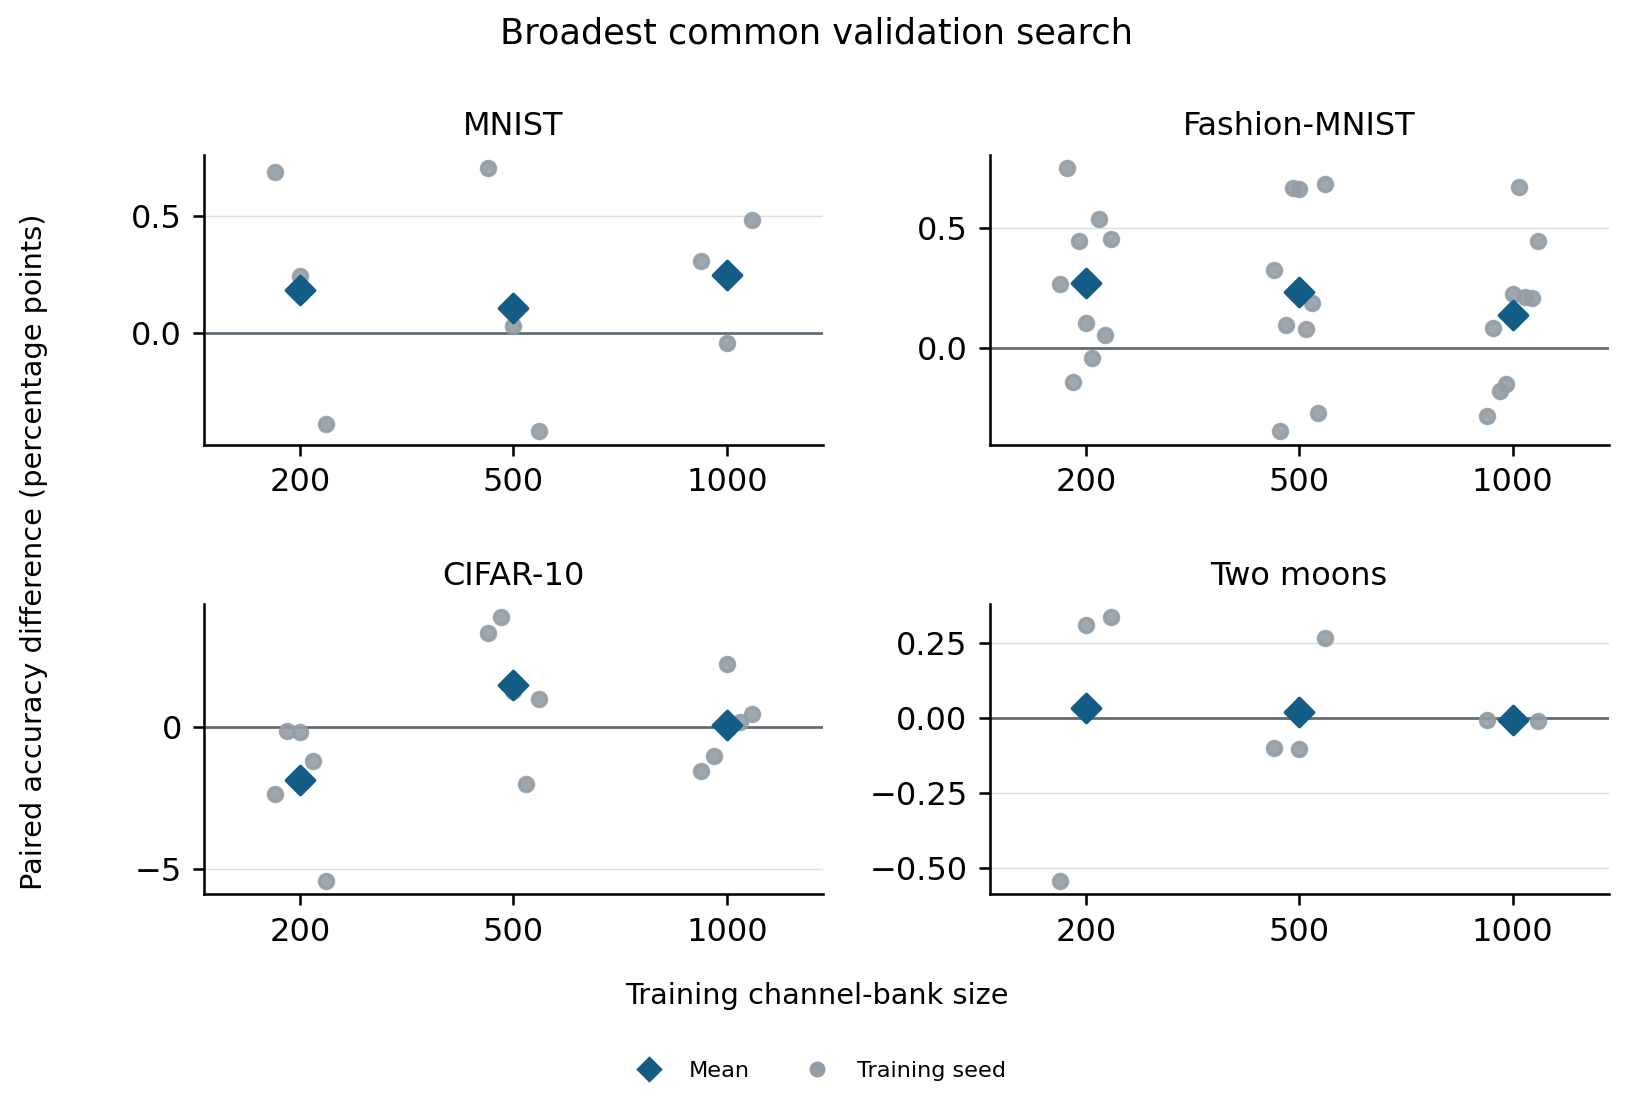 Broadest common validation search
MNIST
Fashion-MNIST
0.5
0.0
200
500
1000
0.5
0.0
200
500
1000
Paired accuracy difference (percentage points)
CIFAR-10
Two moons
0
−5
200
500
1000
0.25
0.00
−0.25
−0.50
200
500
1000
Training channel-bank size
Mean
Training seed